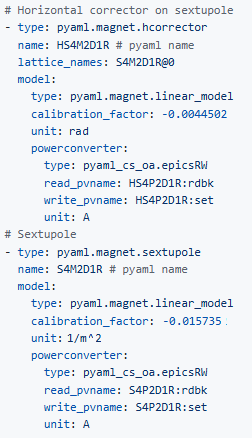 # Horizontal corrector on sextupole
- type: pyaml.magnet.hcorrector
name: HS4M2D1R # pyaml name
lattice_names: S4M2D1R@0
model:
type: pyaml.magnet.linear_model
calibration_factor: -0.0044502
unit: rad
powerconverter:
type: pyaml_cs_oa.epicsRW
read_pvname: HS4P2D1R:rdbk
write_pvname: HS4P2D1R:set
unit: A
# Sextupole
- type: pyaml.magnet.sextupole
name: S4M2D1R # pyaml name
model:
type: pyaml.magnet.linear_model
calibration_factor: -0.015735
unit: 1/m^2
powerconverter:
type: pyaml_cs_oa.epicsRW
read_pvname: S4P2D1R:rdbk
write_pvname: S4P2D1R:set
unit: A